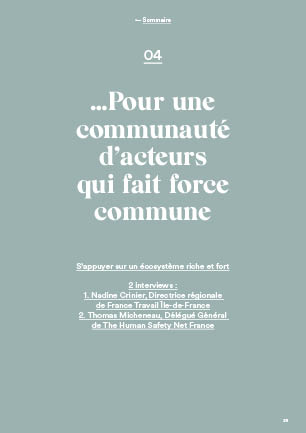 ← Sommaire
04
...Pour une
communauté
d'acteurs
qui fait force
commune
S'appuyer sur un écosystème riche et fort
2 interviews :
1. Nadine Crinier, Directrice régionale
de France Travail Île-de-France
2. Thomas Micheneau, Délégué Général
de The Human Safety Net France